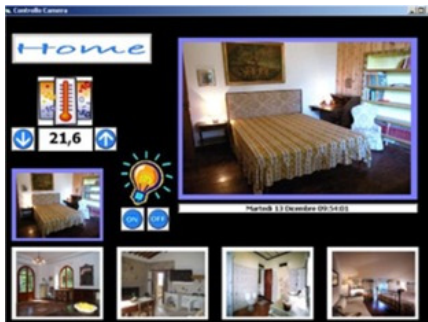 Controllo Camera
Home
21,6
ON OFF
Martedì 13 Dicembre 09:54:01